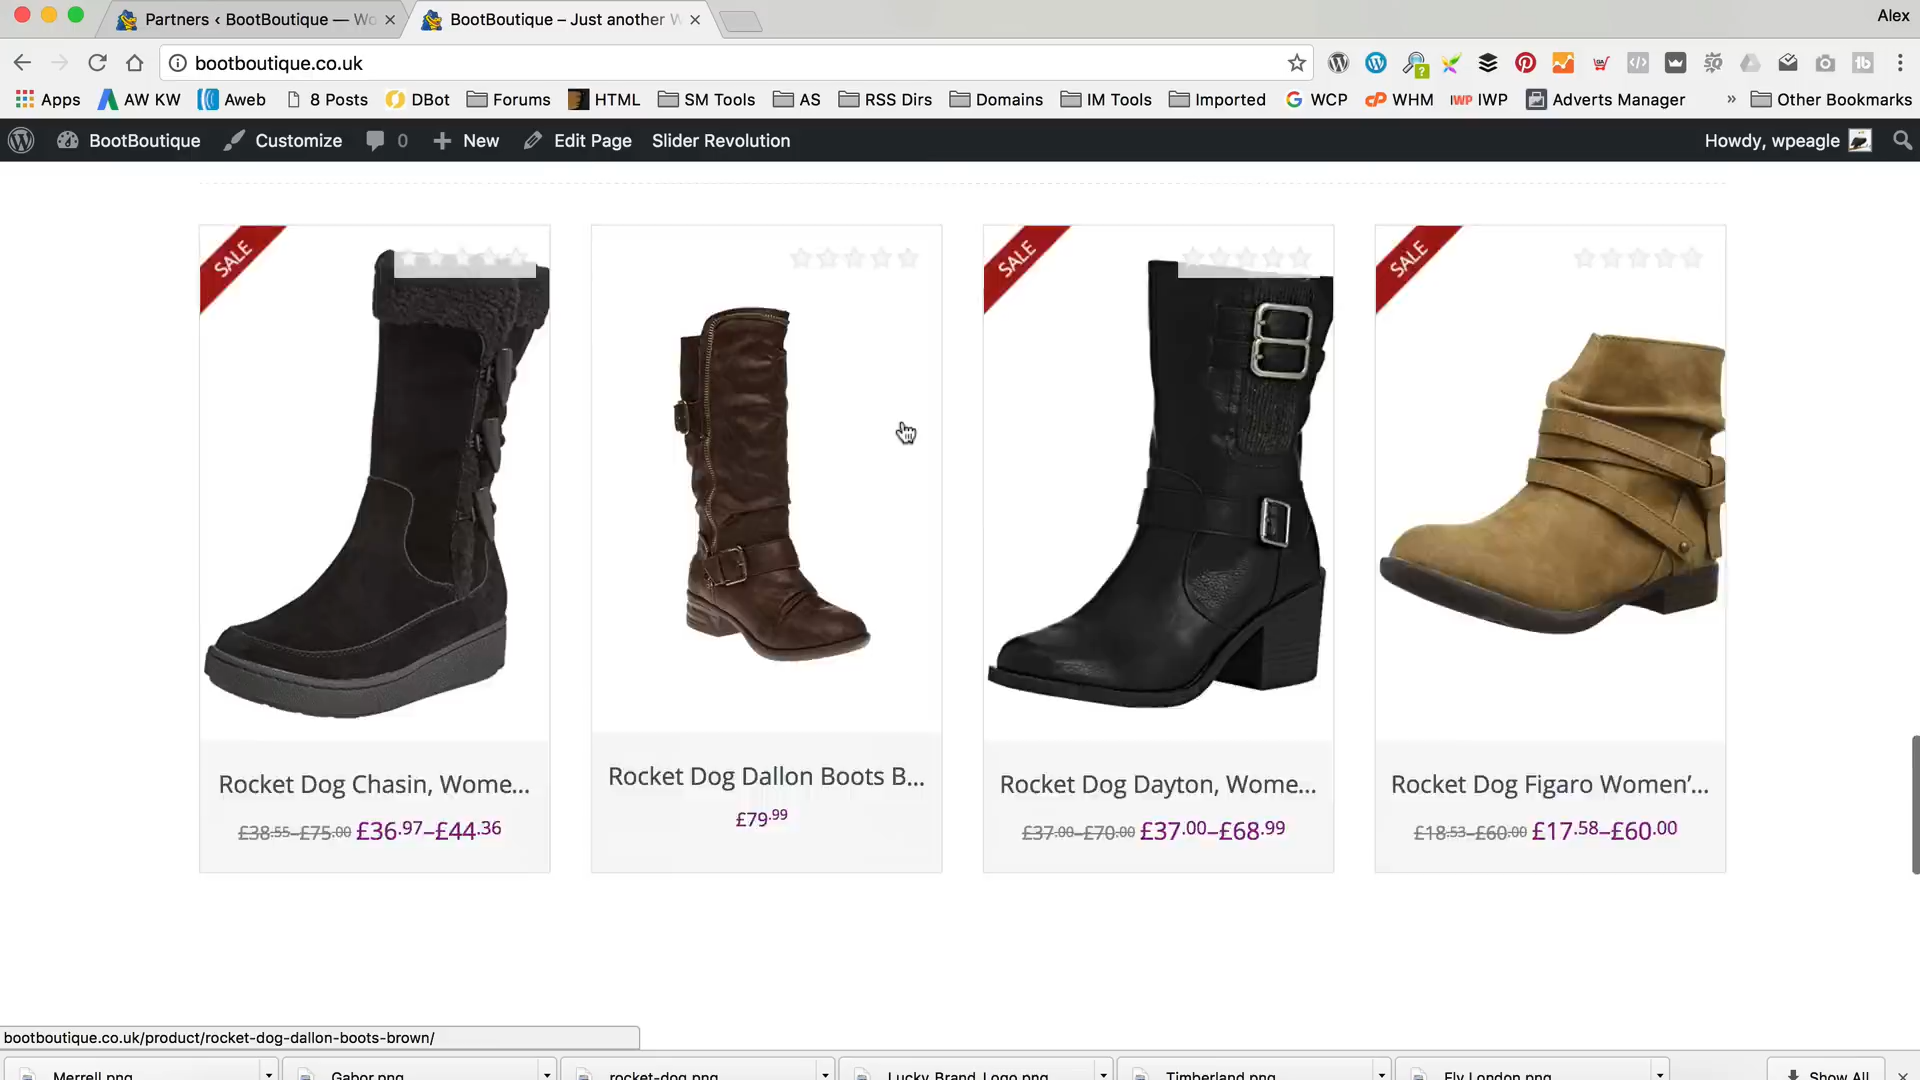 Partners ‹ BootBoutique — Wo
BootBoutique – Just another W
Alex
bootboutique.co.uk
Apps
AW KW
Aweb
8 Posts
DBot
Forums
HTML
SM Tools
AS
RSS Dirs
Domains
IM Tools
Imported
WCP
WHM
IWP IWP
Adverts Manager
»
Other Bookmarks
BootBoutique
Customize
0
New
Edit Page
Slider Revolution
Howdy, wpeagle
SALE
SALE
SALE
Rocket Dog Chasin, Wome...
£38.55–£75.00 £36.97–£44.36
Rocket Dog Dallon Boots B...
£79.99
Rocket Dog Dayton, Wome...
£37.00–£70.00 £37.00–£68.99
Rocket Dog Figaro Women’...
£18.53–£60.00 £17.58–£60.00
bootboutique.co.uk/product/rocket-dog-dallon-boots-brown/
Merrell.png
Gabor.png
rocket-dog.png
Lucky_Brand_Logo.png
Timberland.png
Fly London.png
Show All